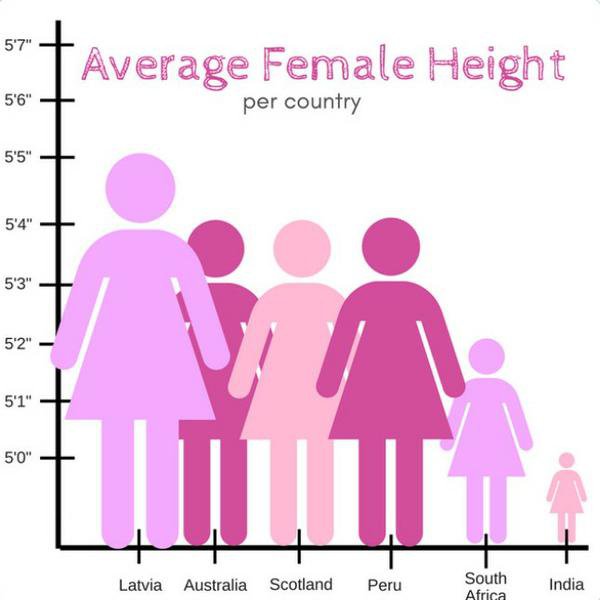 Average Female Height
per country
5'7"
5'6"
5'5"
5'4"
5'3"
5'2"
5'1"
5'0"
Latvia
Australia
Scotland
Peru
South
Africa
India